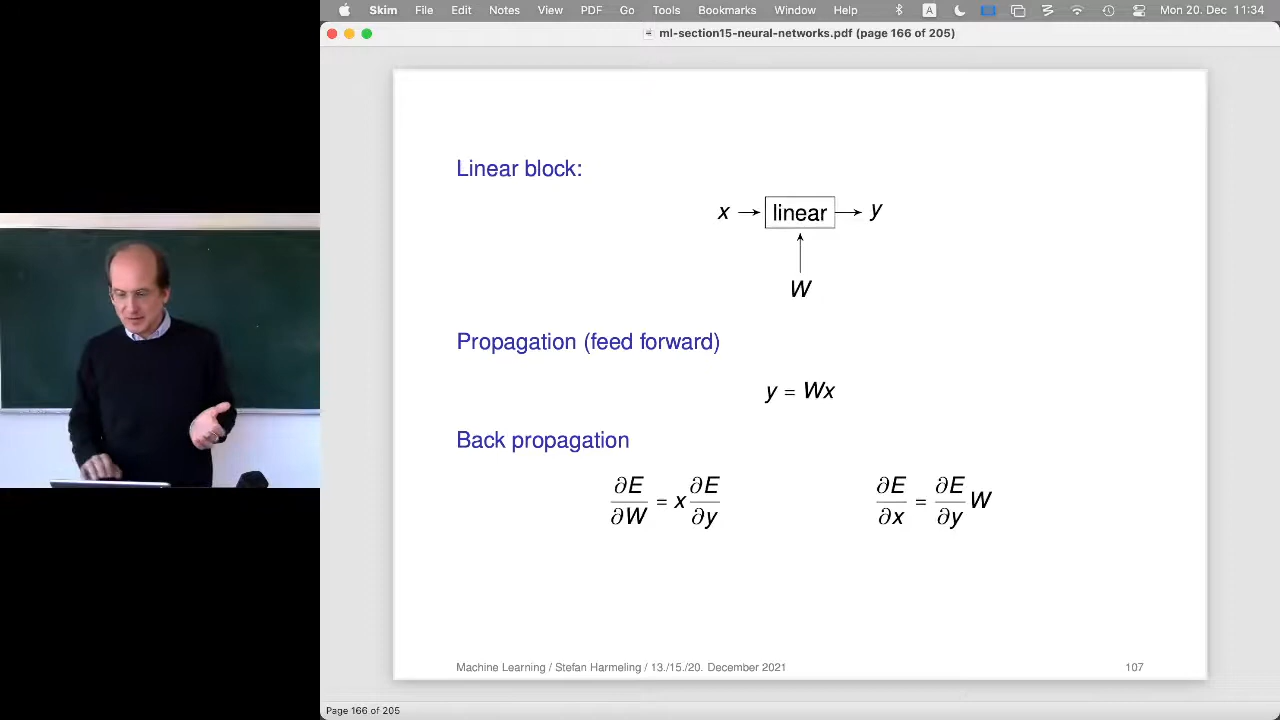 Skim File Edit Notes View PDF Go Tools Bookmarks Window Help A Mon 20. Dec 11:34
ml-section15-neural-networks.pdf (page 166 of 205)
Linear block:
x → linear → y
W
Propagation (feed forward)
y = Wx
Back propagation
∂E/∂W = x ∂E/∂y ∂E/∂x = ∂E/∂y W
Machine Learning / Stefan Harmeling / 13./15./20. December 2021 107
Page 166 of 205